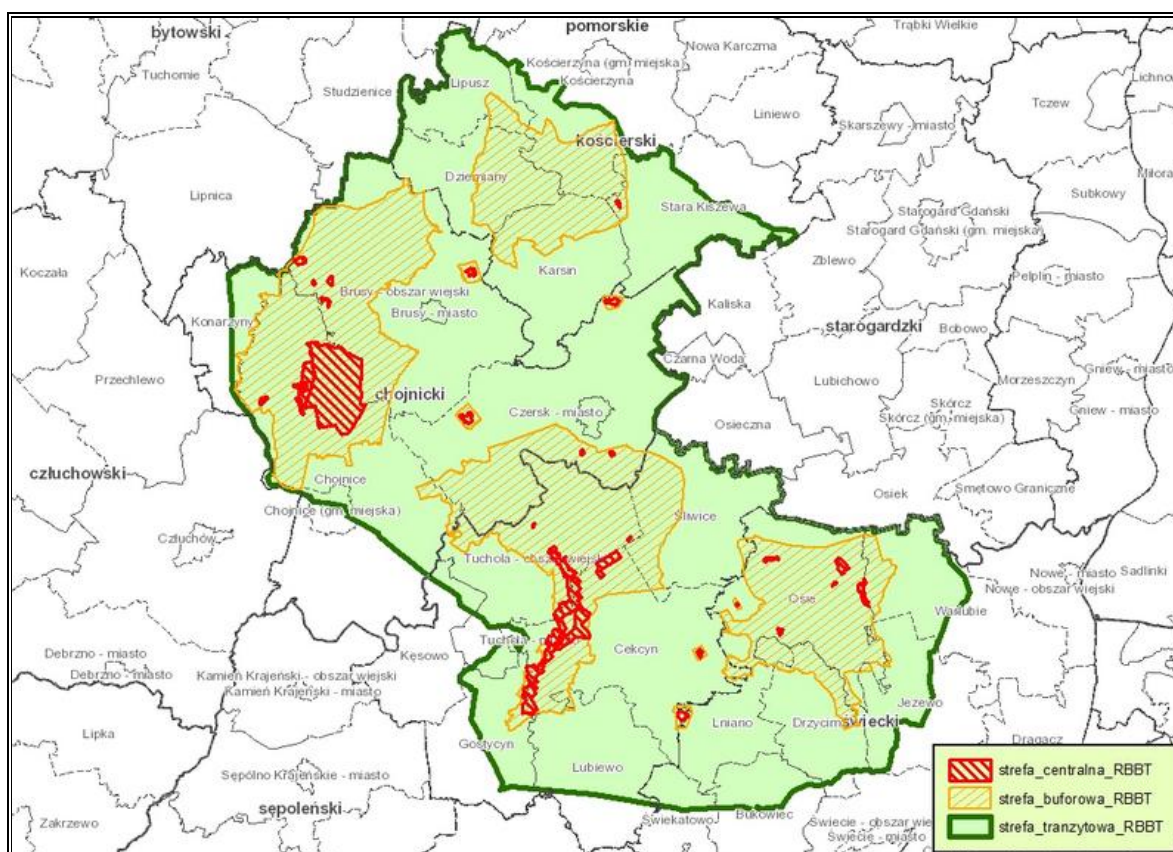 bytowski
pomorskie
Trąbki Wielkie
Nowa Karczma
Tuchomie
Kościerzyna (gm. miejska)
Kościerzyna
Studzienice
Lipusz
Tczew
Liniewo
Skarszewy - miasto
kościerski
Dziemiany
Lipnica
Stara Kiszewa
Subkowy
Starogard Gdański
Starogard Gdański (gm. miejska)
Koczała
Zblewo
Karsin
Pelplin - miasto
Brusy - obszar wiejski
Brusy - miasto
Kaliska
Konarzyny
starogardzki
Bobowo
Czarna Woda
Przechlewo
Lubichowo
Morzeszczyn
Gniew - miasto
chojnicki
Skórcz
Skórcz (gm. miejska)
Gniew - miasto
Czersk - miasto
Osieczna
człuchowski
Chojnice
Osiek
Smętowo Graniczne
Chojnice (gm. miejska)
Śliwice
Człuchów
Tuchola - obszar wiejski
Nowe - miasto
Nowe - obszar wiejski
Sadlinki
Osie
Warlubie
Debrzno - miasto
Debrzno - miasto
Kęsowo
Cekcyn
Kamień Krajeński - obszar wiejski
Kamień Krajeński - miasto
Jeżewo
Lniano
Drzycim
świecki
Lipka
Gostycyn
Dragacz
Lubiewo
Sępólno Krajeńskie - miasto
sępoleński
Zakrzewo
Świekatowo
Bukowiec
Świecie - obszar wiejski
Świecie - miasto
strefa_centralna_RBBT
strefa_buforowa_RBBT
strefa_tranzytowa_RBBT